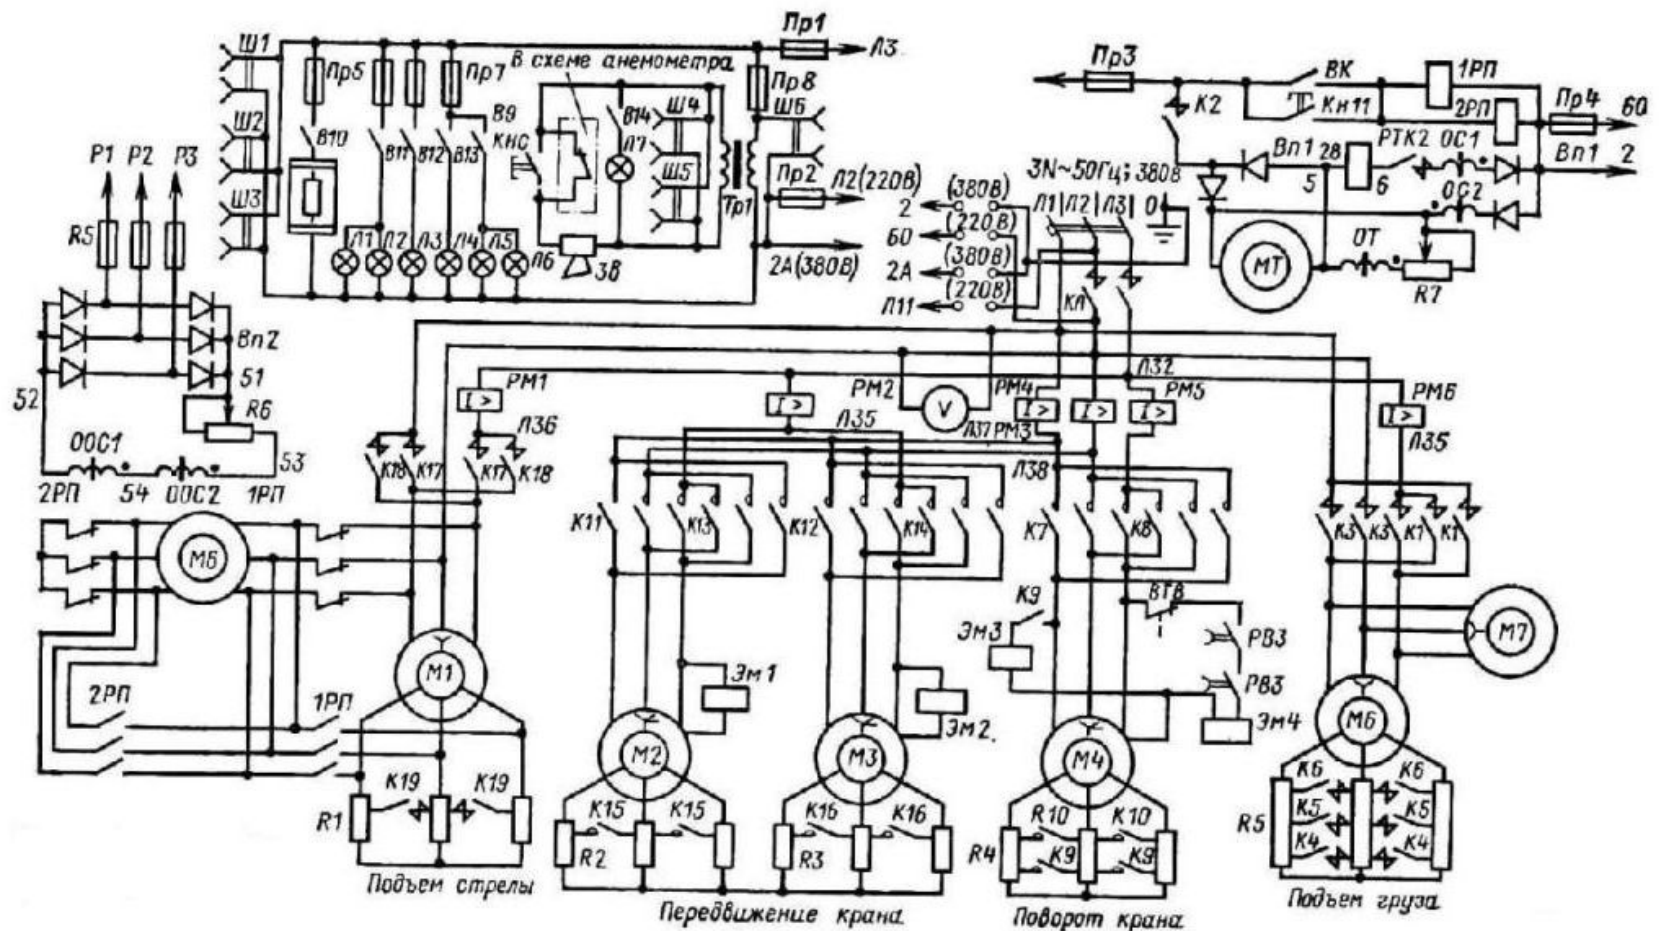 Ш1
Пр5
Пр7
В схеме анемометра
Пр1
Л3
Пр8
Пр3
ВК
1РП
К2
Кн11
2РП
Пр4
60
Ш2
В10
В11
В12
В13
В9
КНС
В14
Л7
Ш4
Ш6
Ш5
Тр1
Пр2
Л2(220В)
3N~50Гц; 380В
Вп1
28
5
6
РТК2
ОС1
Вп1
2
ОС2
Р1
Р2
Р3
Ш3
R5
Л1
Л2
Л3
Л4
Л5
Л6
ЗВ
2А(380В)
(380В)
2
(220В)
60
(380В)
2А
(220В)
Л11
Л1
Л2
Л3
0
КЛ
МТ
ОТ
R7
Вп2
51
52
R6
ООС1
53
2РП
54
ООС2
1РП
РМ1
Л36
К18
К17
К17
К18
РМ2
V
РМ4
Л32
РМ5
РМ6
I >
I >
I >
I >
I >
I >
Л35
Л37
РМ3
Л38
Л35
К11
К13
К12
К14
К7
К8
К3
К3
К1
К1
М6
К9
ВТВ
Эм3
РВ3
РВ3
Эм4
М7
М1
Эм1
Эм2.
2РП
1РП
М2
М3
М4
М6
К19
К19
R1
К15
К15
R2
К16
К16
R3
R10
К10
К9
К9
R4
К6
К6
К5
К5
К4
К4
R5
Подъем стрелы
Передвижение крана
Поворот крана
Подъем груза